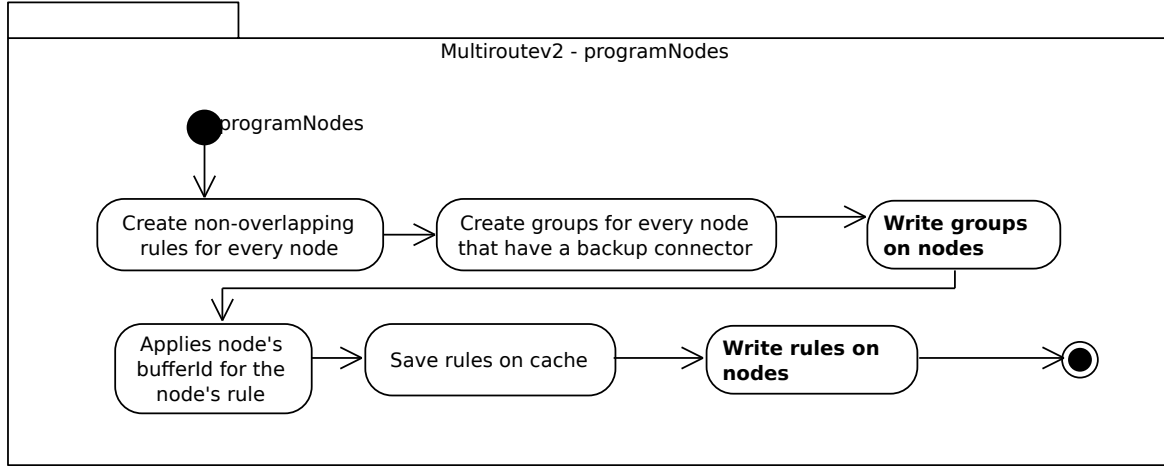 Multiroutev2 - programNodes
programNodes
Create non-overlapping
rules for every node
Create groups for every node
that have a backup connector
Write groups
on nodes
Applies node's
bufferId for the
node's rule
Save rules on cache
Write rules on
nodes